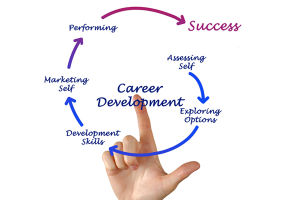 Performing
Success
Assessing
Self
Marketing
Self
Career
Development
Exploring
Options
Development
Skills